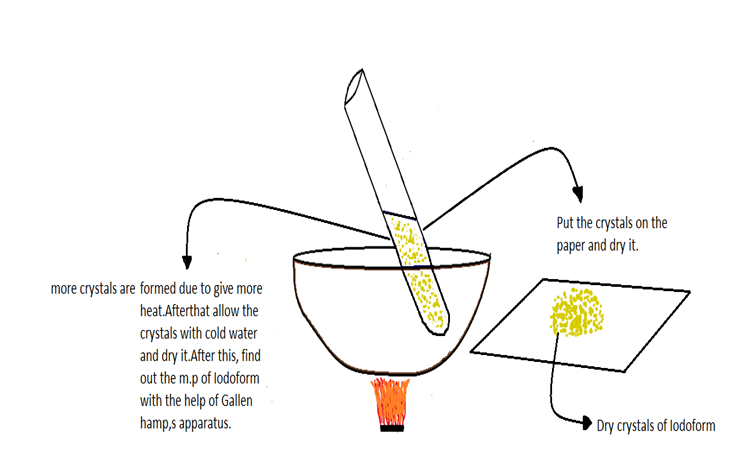 more crystals are formed due to give more
heat.Afterthat allow the
crystals with cold water
and dry it.After this, find
out the m.p of Iodoform
with the help of Gallen
hamp,s apparatus.
Put the crystals on the
paper and dry it.
Dry crystals of Iodoform